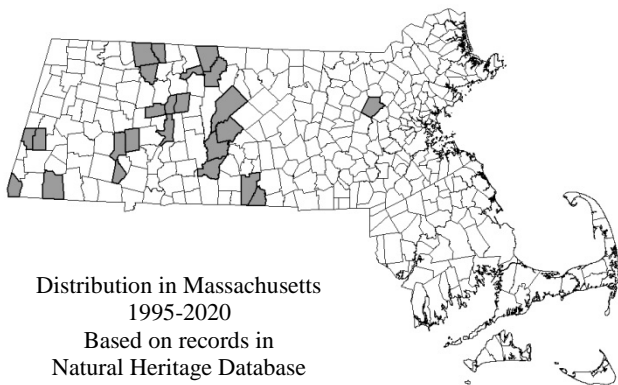 Distribution in Massachusetts
1995-2020
Based on records in
Natural Heritage Database